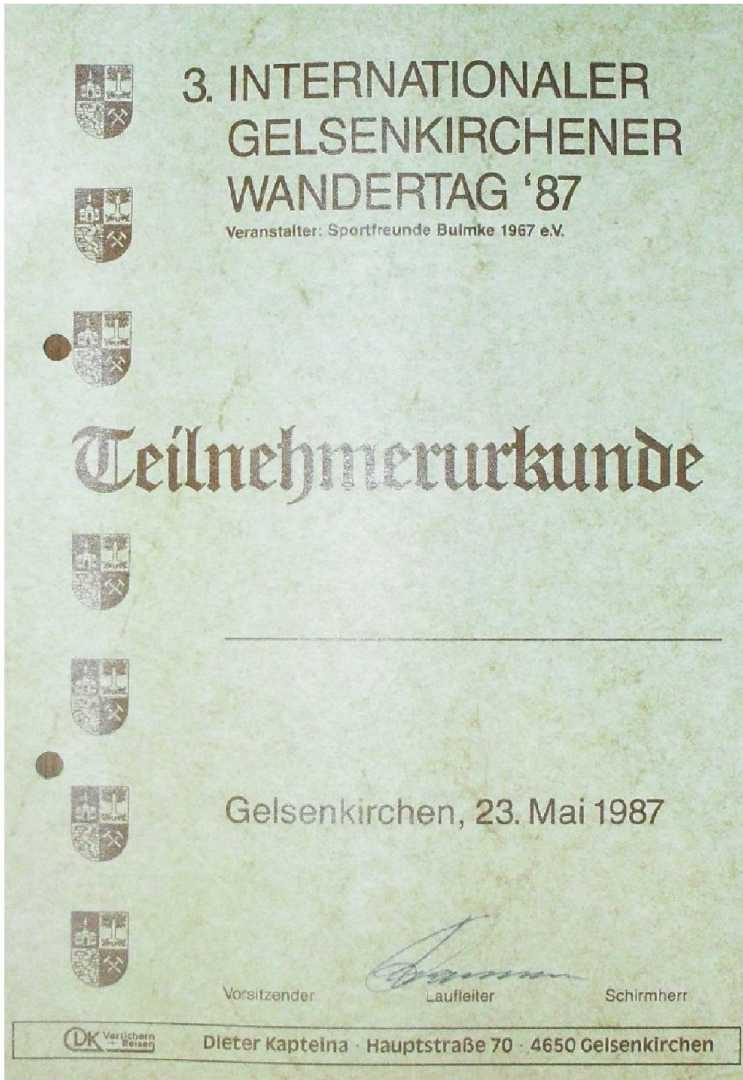 3. INTERNATIONALER
GELSENKIRCHENER
WANDERTAG ‘87
Veranstalter: Sportfreunde Bulmke 1967 e.V.
Teilnehmerurkunde
Gelsenkirchen, 23. Mai 1987
Vorsitzender Laufleiter Schirmherr
DK Versichern + Reisen Dieter Kapteina · Hauptstraße 70 · 4650 Gelsenkirchen